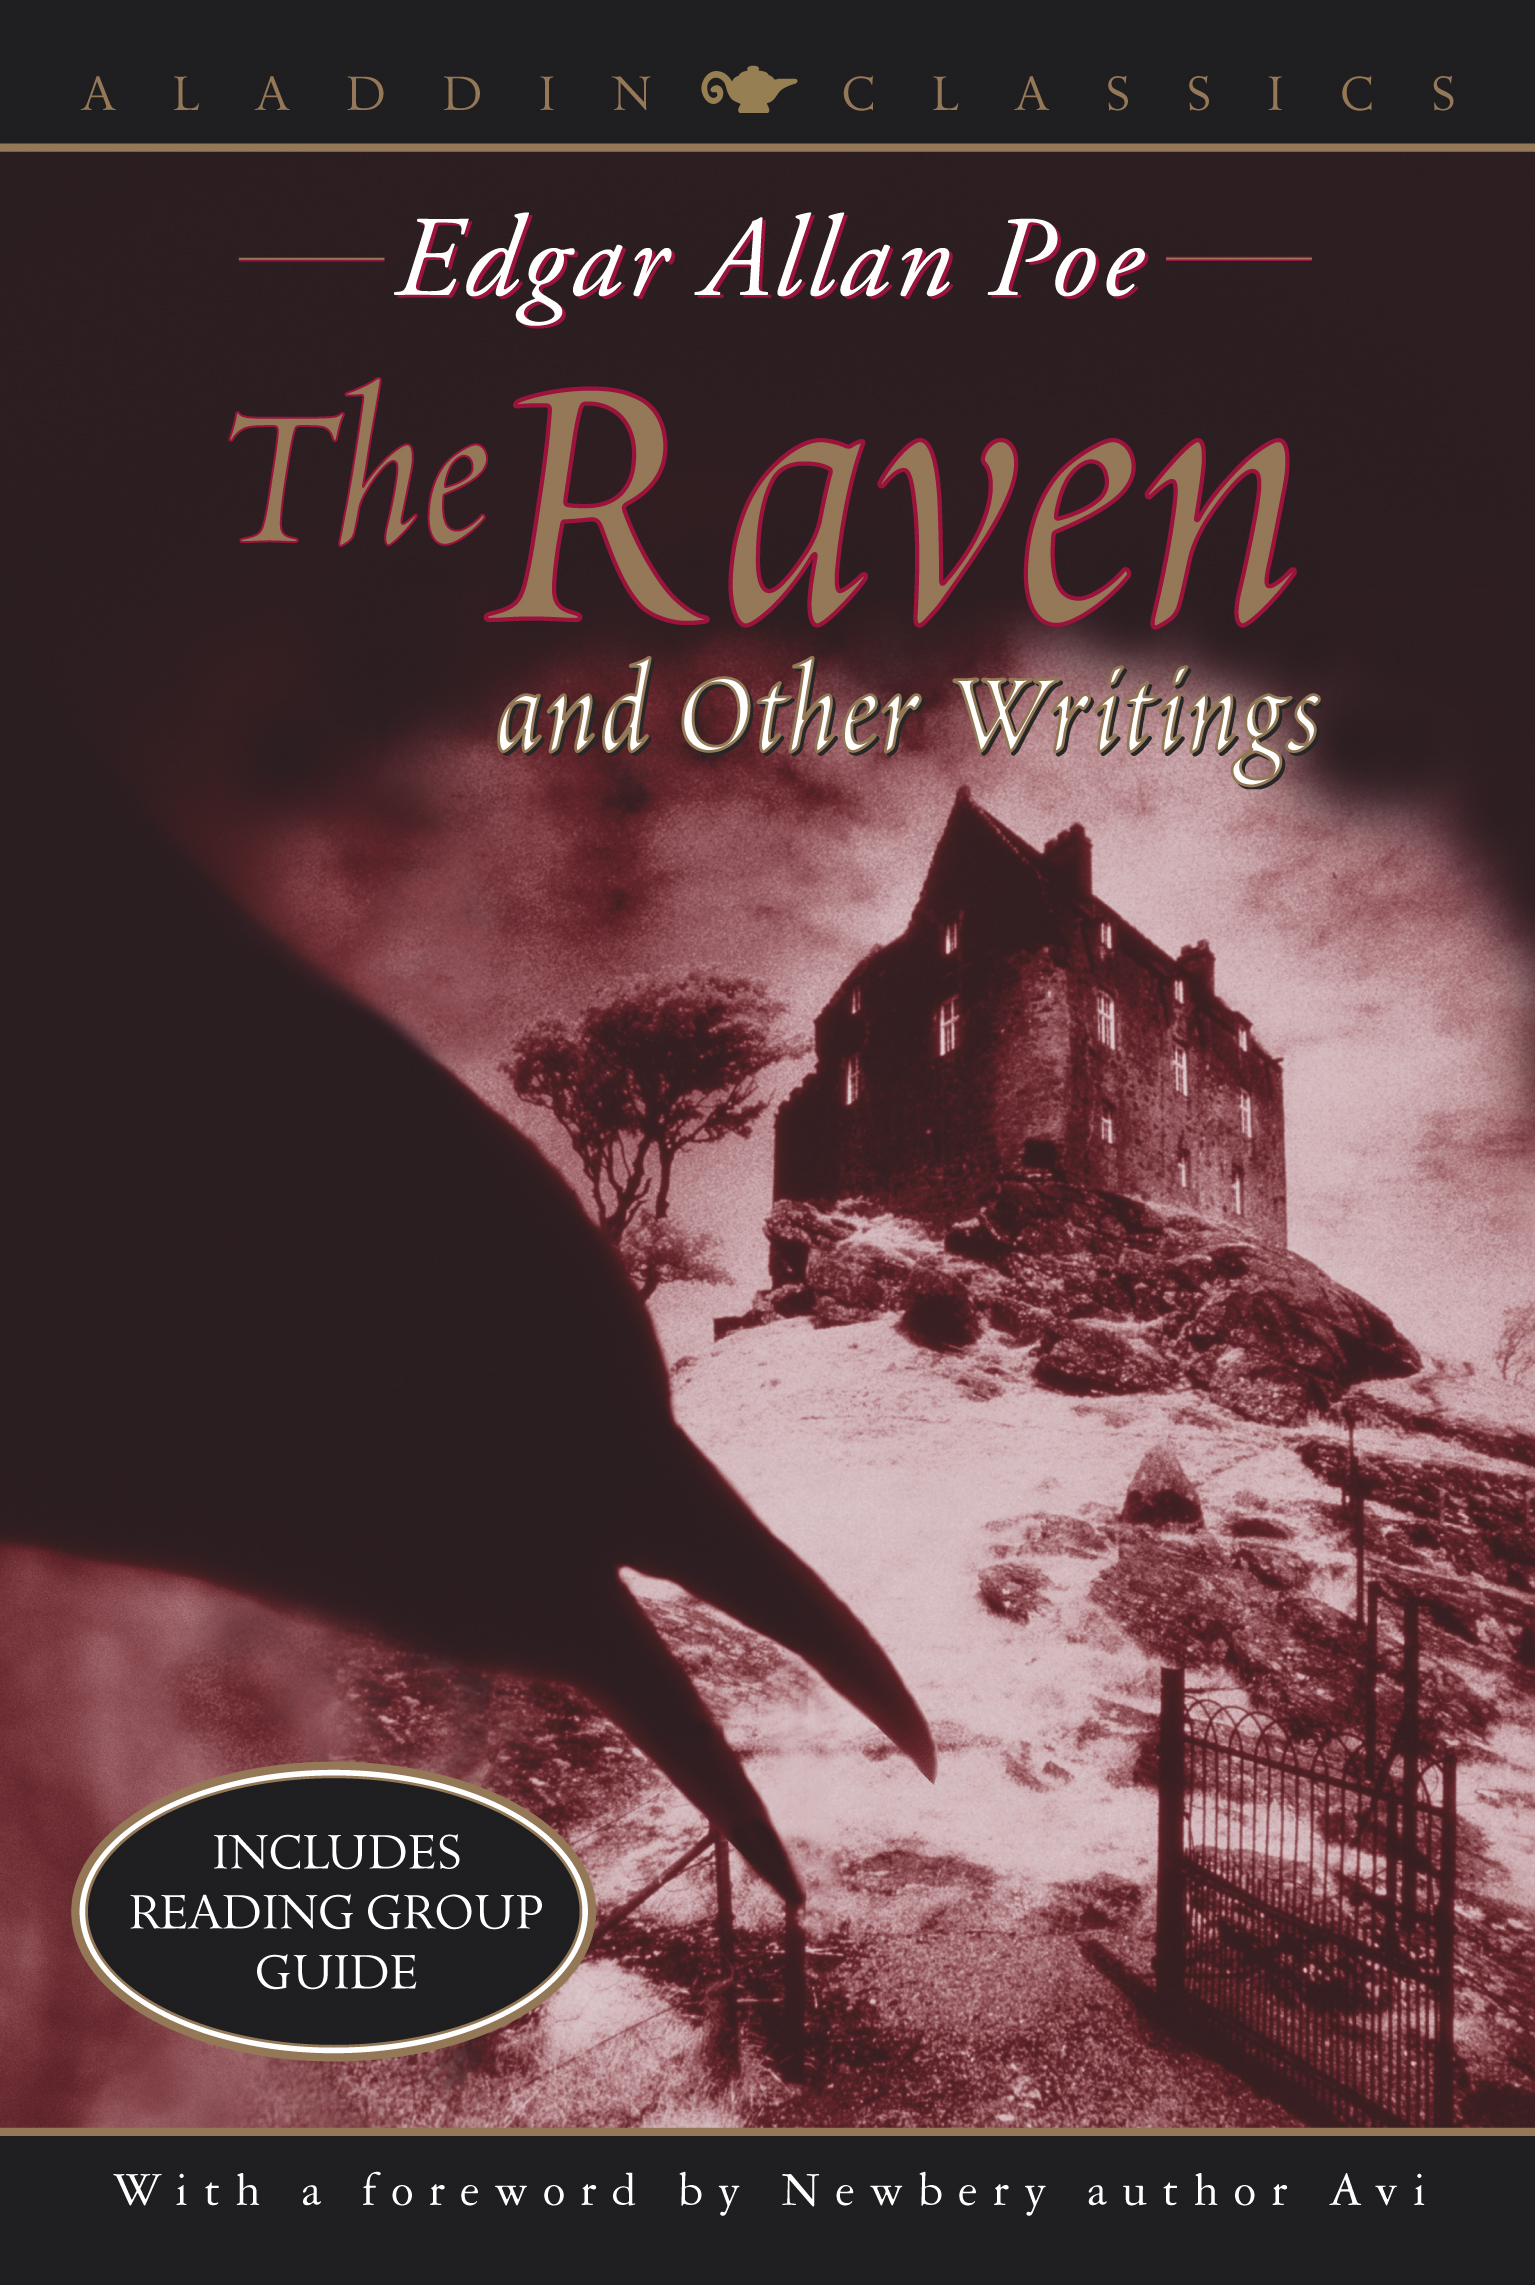 ALADDIN CLASSICS
Edgar Allan Poe
The Raven
and Other Writings
INCLUDES
READING GROUP
GUIDE
With a foreword by Newbery author Avi